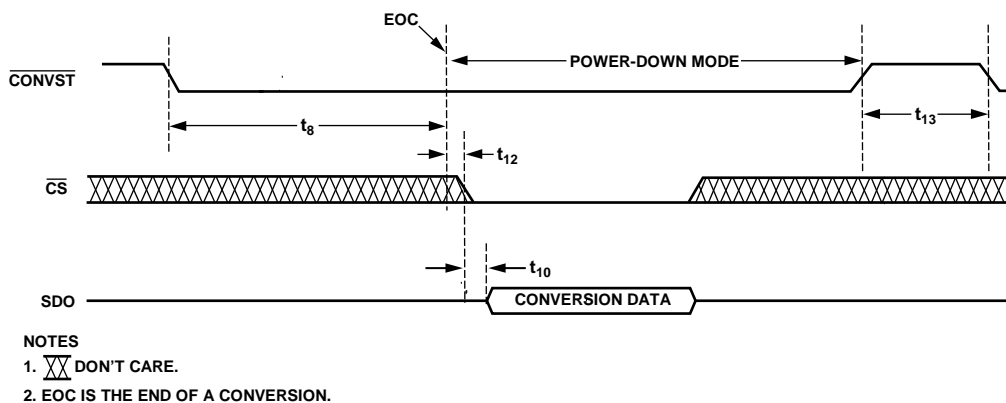 EOC
POWER-DOWN MODE
CONVST
t8
t13
t12
CS
t10
SDO
CONVERSION DATA
NOTES
1. DON'T CARE.
2. EOC IS THE END OF A CONVERSION.